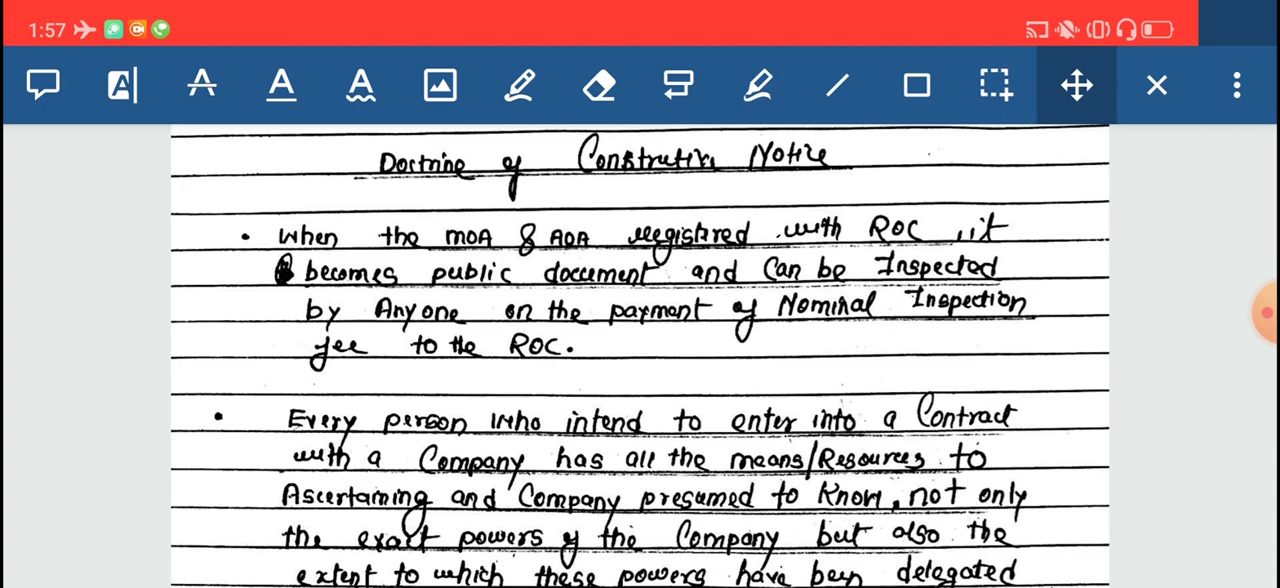 1:57
Doctrine of Construtive Notice
• When the MOA & AOA registred with ROC, it
becomes public document and Can be Inspected
by Anyone on the payment of Nominal Inspection
fee to the ROC.
• Every person who intend to enter into a Contract
with a Company has all the means/Resources to
Ascertaining and Company presumed to Know, not only
the exact powers of the Company but also the
extent to which these powers have been delegated